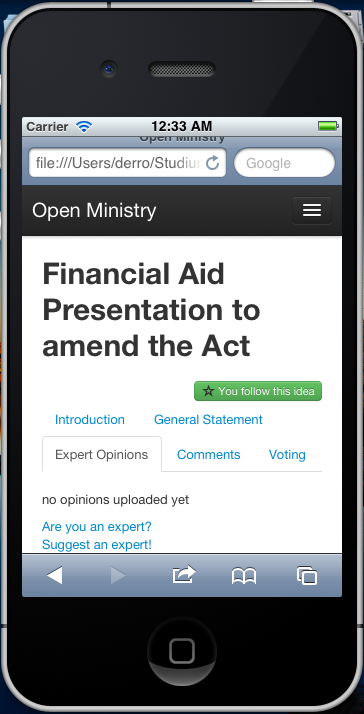 Carrier 12:33 AM
Open Ministry
file:///Users/derro/Studiu Google
Open Ministry
Financial Aid
Presentation to
amend the Act
You follow this idea
Introduction General Statement
Expert Opinions Comments Voting
no opinions uploaded yet
Are you an expert?
Suggest an expert!